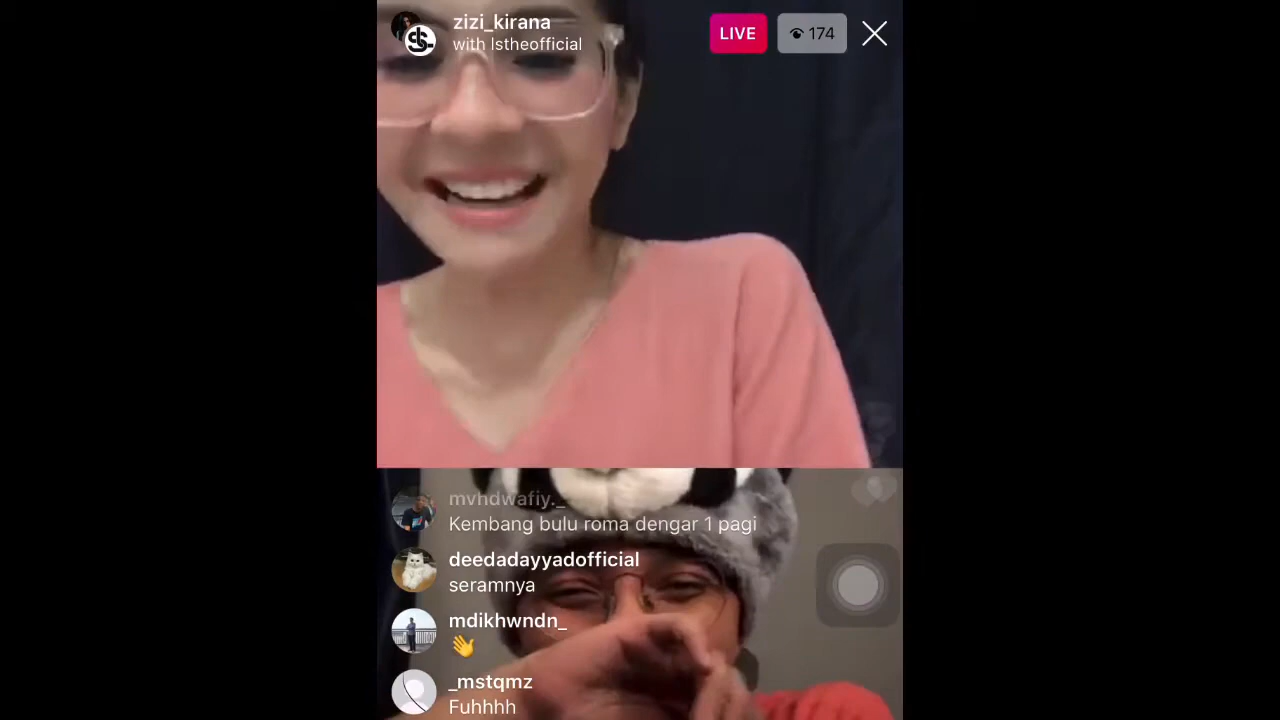 zizi_kirana
with lstheofficial
LIVE
174
mvhdwafiy._
Kembang bulu roma dengar 1 pagi
deedadayyadofficial
seramnya
mdikhwndn_
👋
_mstqmz
Fuhhhh